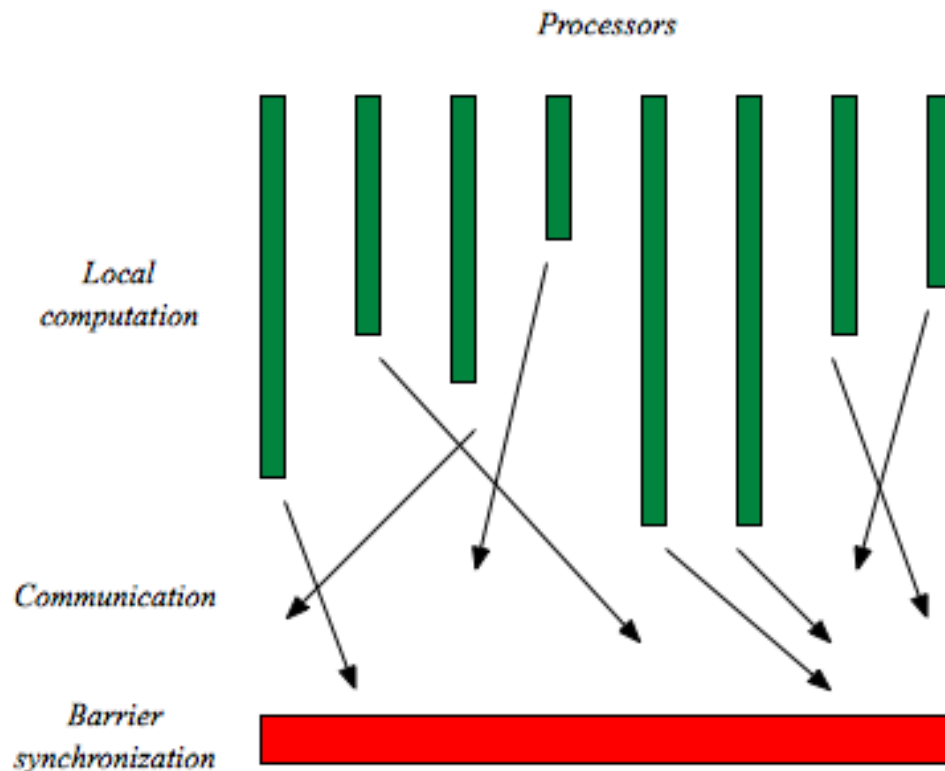 Processors
Local
computation
Communication
Barrier
synchronization